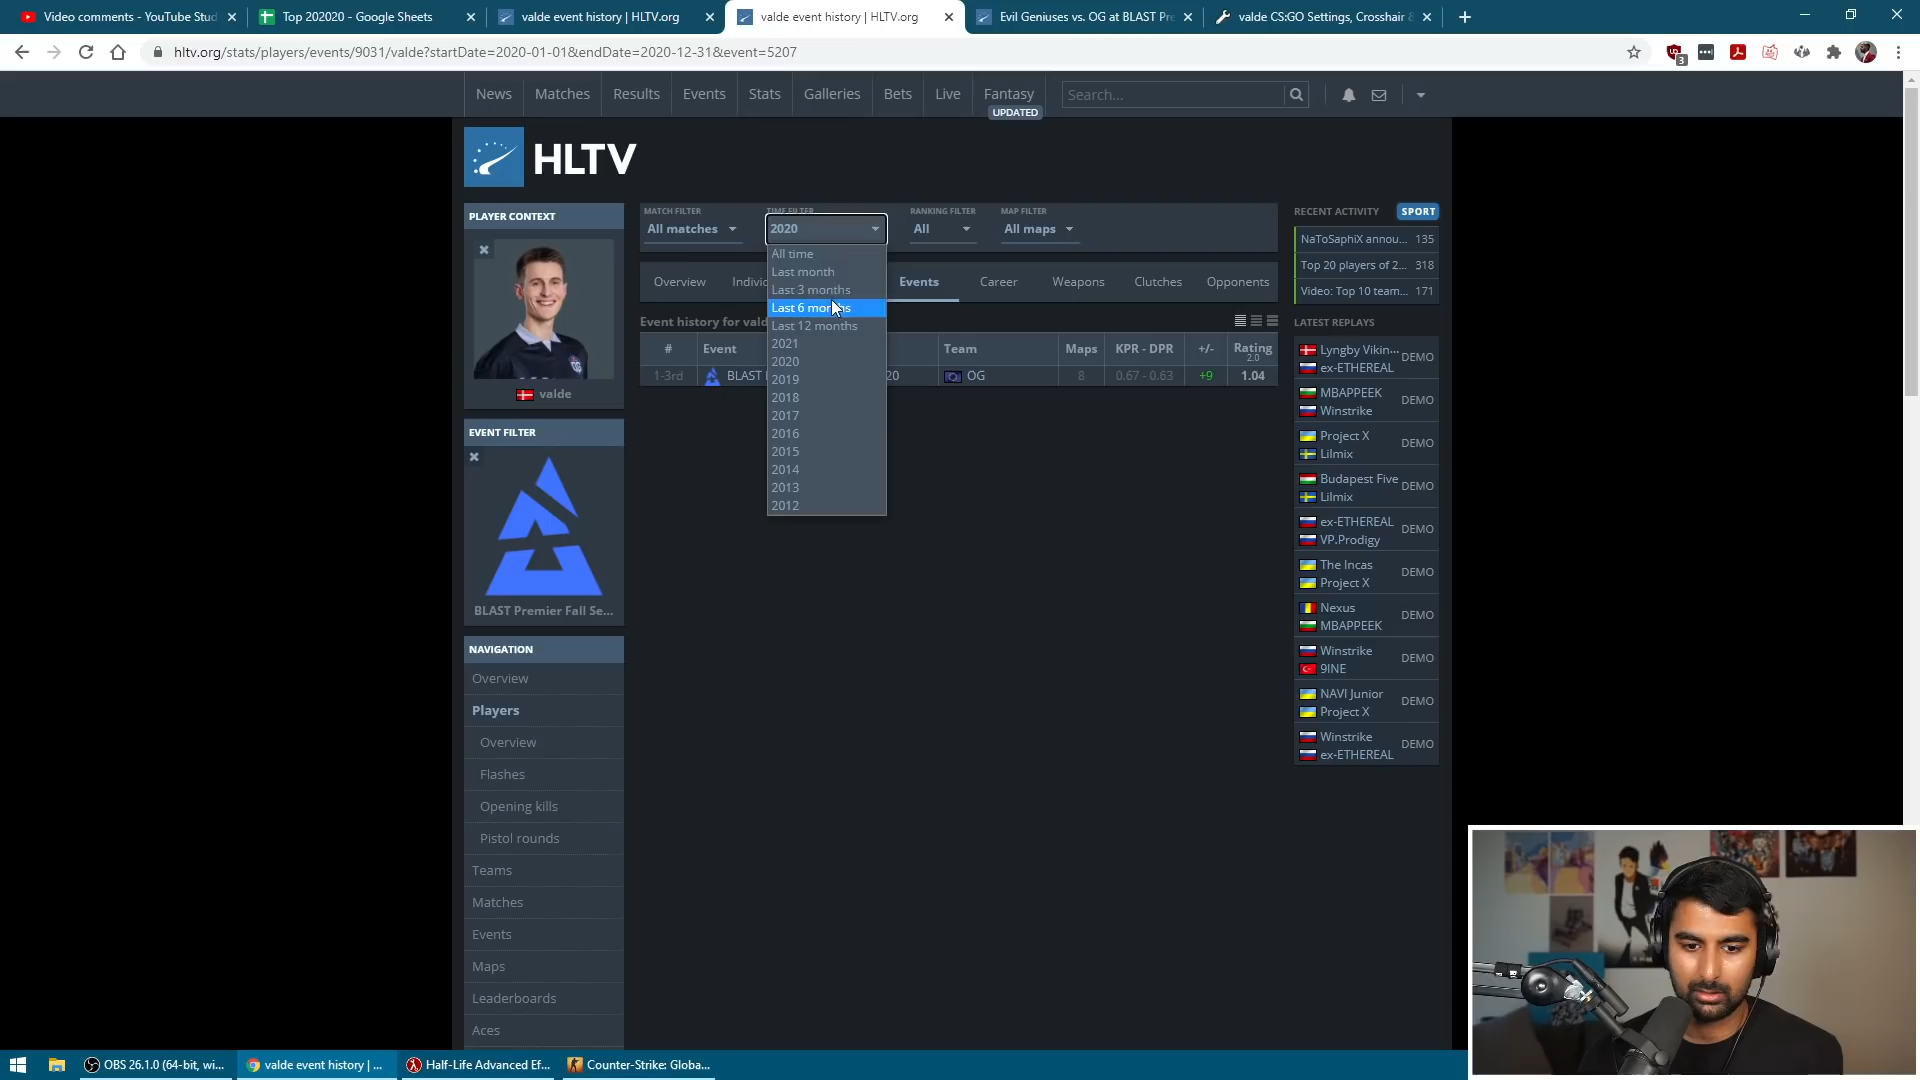 Video comments - YouTube Stud
Top 202020 - Google Sheets
valde event history | HLTV.org
valde event history | HLTV.org
Evil Geniuses vs. OG at BLAST Pre
valde CS:GO Settings, Crosshair &
hltv.org/stats/players/events/9031/valde?startDate=2020-01-01&endDate=2020-12-31&event=5207
3
News
Matches
Results
Events
Stats
Galleries
Bets
Live
Fantasy
UPDATED
Search...
HLTV
PLAYER CONTEXT
valde
EVENT FILTER
BLAST Premier Fall Se...
NAVIGATION
Overview
Players
Overview
Flashes
Opening kills
Pistol rounds
Teams
Matches
Events
Maps
Leaderboards
Aces
MATCH FILTER
All matches
TIME FILTER
2020
RANKING FILTER
All
MAP FILTER
All maps
All time
Last month
Last 3 months
Last 6 months
Last 12 months
2021
2020
2019
2018
2017
2016
2015
2014
2013
2012
Overview
Events
Career
Weapons
Clutches
Opponents
Event history for vald
# Event Team Maps KPR - DPR +/- Rating 2.0
1-3rd BLAST 20 OG 8 0.67 - 0.63 +9 1.04
RECENT ACTIVITY SPORT
NaToSaphiX annou... 135
Top 20 players of 2... 318
Video: Top 10 team... 171
LATEST REPLAYS
Lyngby Vikin...
ex-ETHEREAL DEMO
MBAPPEEK
Winstrike DEMO
Project X
Lilmix DEMO
Budapest Five
Lilmix DEMO
ex-ETHEREAL
VP.Prodigy DEMO
The Incas
Project X DEMO
Nexus
MBAPPEEK DEMO
Winstrike
9INE DEMO
NAVI Junior
Project X DEMO
Winstrike
ex-ETHEREAL DEMO
OBS 26.1.0 (64-bit, wi...
valde event history | ...
Half-Life Advanced Ef...
Counter-Strike: Globa...